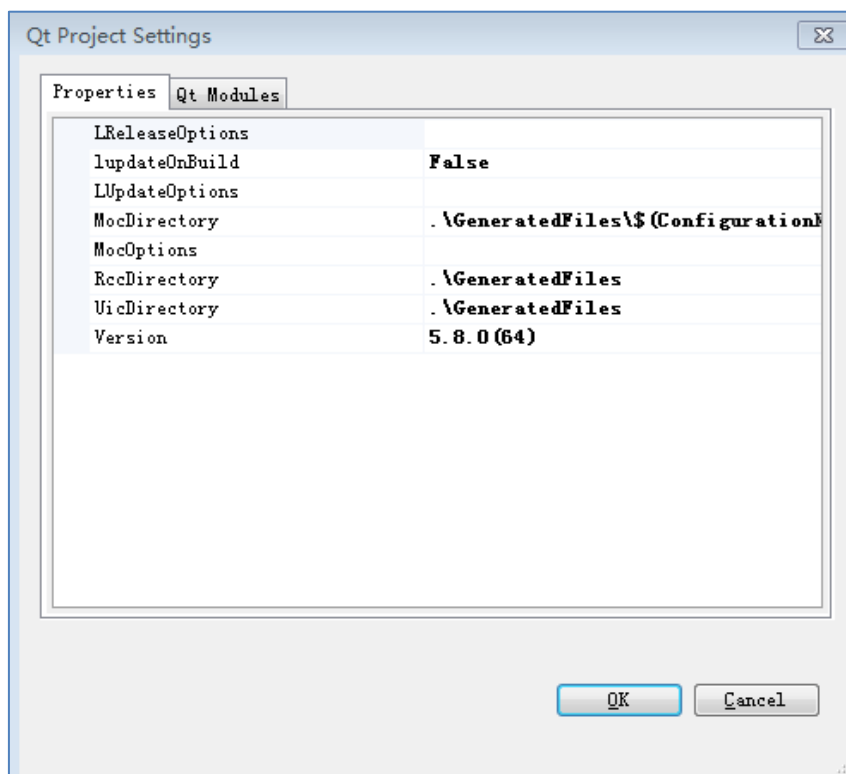 Qt Project Settings
Properties Qt Modules
LReleaseOptions
lupdateOnBuild False
LUpdateOptions
MocDirectory .\GeneratedFiles\$(Configuration
MocOptions
RccDirectory .\GeneratedFiles
UicDirectory .\GeneratedFiles
Version 5.8.0(64)
OK Cancel